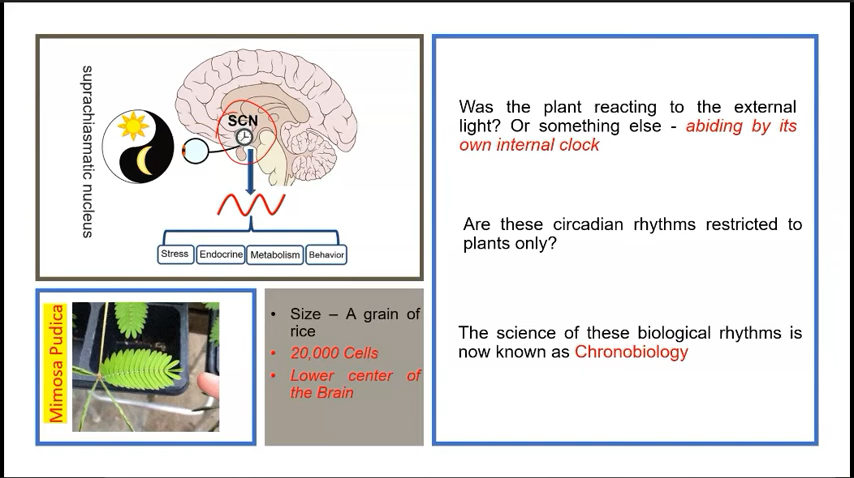 suprachiasmatic nucleus
SCN
Stress
Endocrine
Metabolism
Behavior
Mimosa Pudica
• Size – A grain of
rice
• 20,000 Cells
• Lower center of
the Brain
Was the plant reacting to the external
light? Or something else - abiding by its
own internal clock
Are these circadian rhythms restricted to
plants only?
The science of these biological rhythms is
now known as Chronobiology